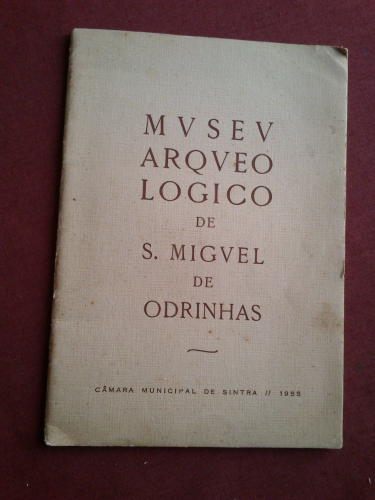 MVSEV
ARQVEO
LOGICO
DE
S. MIGVEL
DE
ODRINHAS
CÂMARA MUNICIPAL DE SINTRA // 1955